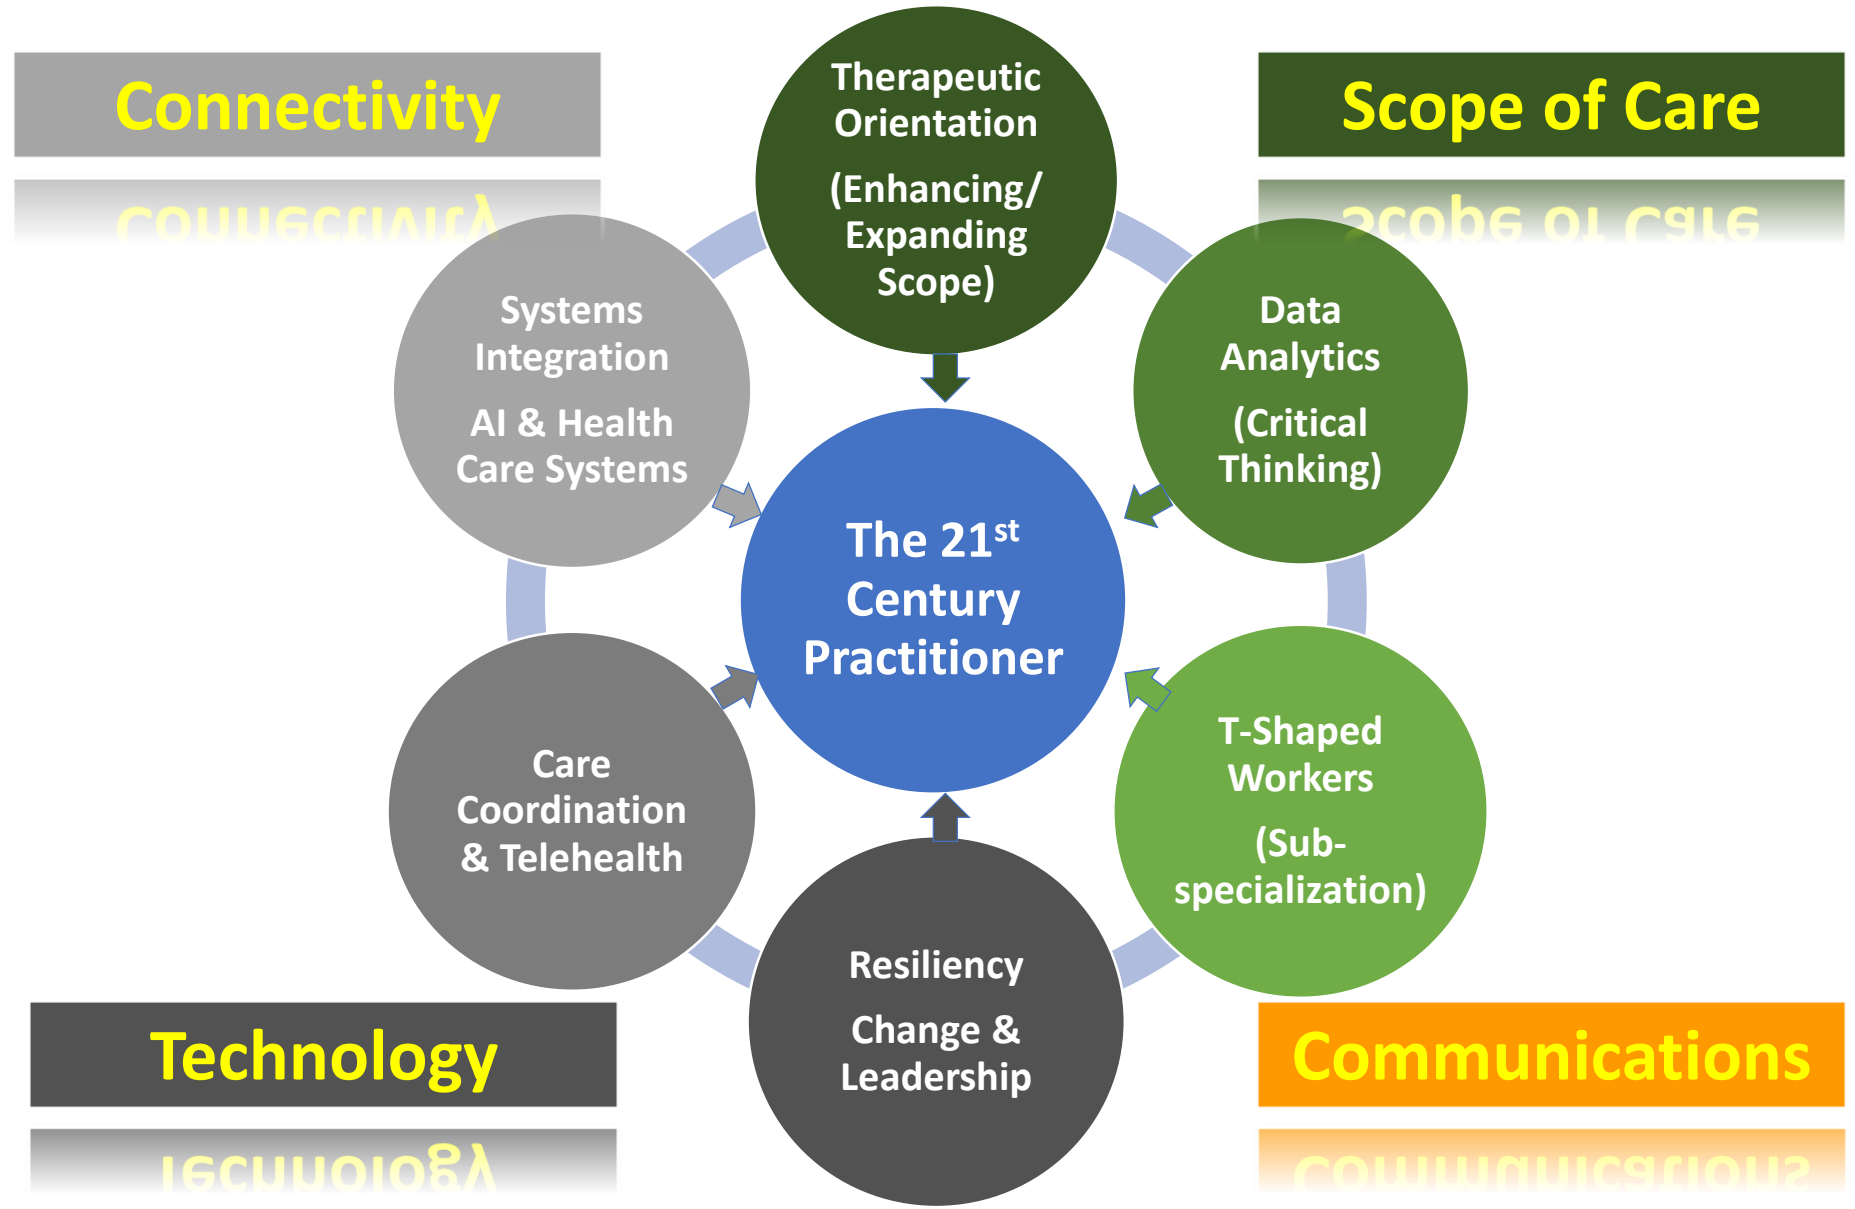 Connectivity
Scope of Care
Therapeutic
Orientation
(Enhancing/
Expanding
Scope)
Systems
Integration
AI & Health
Care Systems
Data
Analytics
(Critical
Thinking)
The 21st
Century
Practitioner
Care
Coordination
& Telehealth
T-Shaped
Workers
(Sub-
specialization)
Resiliency
Change &
Leadership
Technology
Communications